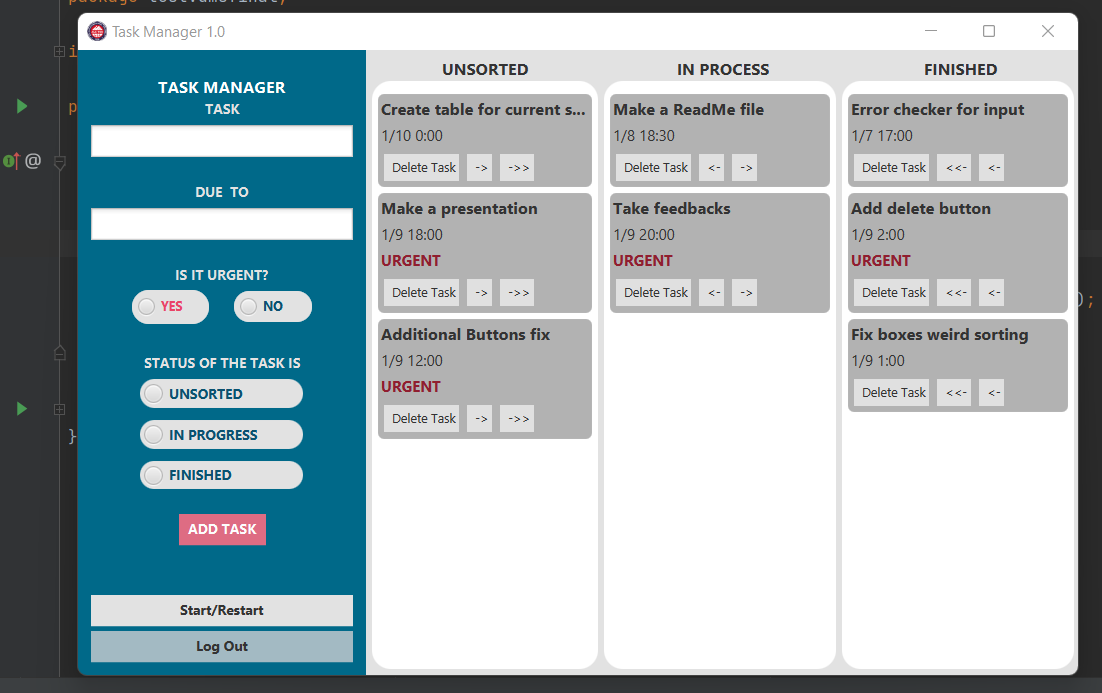 Task Manager 1.0
TASK MANAGER
TASK
DUE TO
IS IT URGENT?
YES
NO
STATUS OF THE TASK IS
UNSORTED
IN PROGRESS
FINISHED
ADD TASK
Start/Restart
Log Out
UNSORTED
Create table for current s...
1/10 0:00
Delete Task -> ->>
Make a presentation
1/9 18:00
URGENT
Delete Task -> ->>
Additional Buttons fix
1/9 12:00
URGENT
Delete Task -> ->>
IN PROCESS
Make a ReadMe file
1/8 18:30
Delete Task <- ->
Take feedbacks
1/9 20:00
URGENT
Delete Task <- ->
FINISHED
Error checker for input
1/7 17:00
Delete Task <<- <-
Add delete button
1/9 2:00
URGENT
Delete Task <<- <-
Fix boxes weird sorting
1/9 1:00
Delete Task <<- <-
i
p
@
);
}